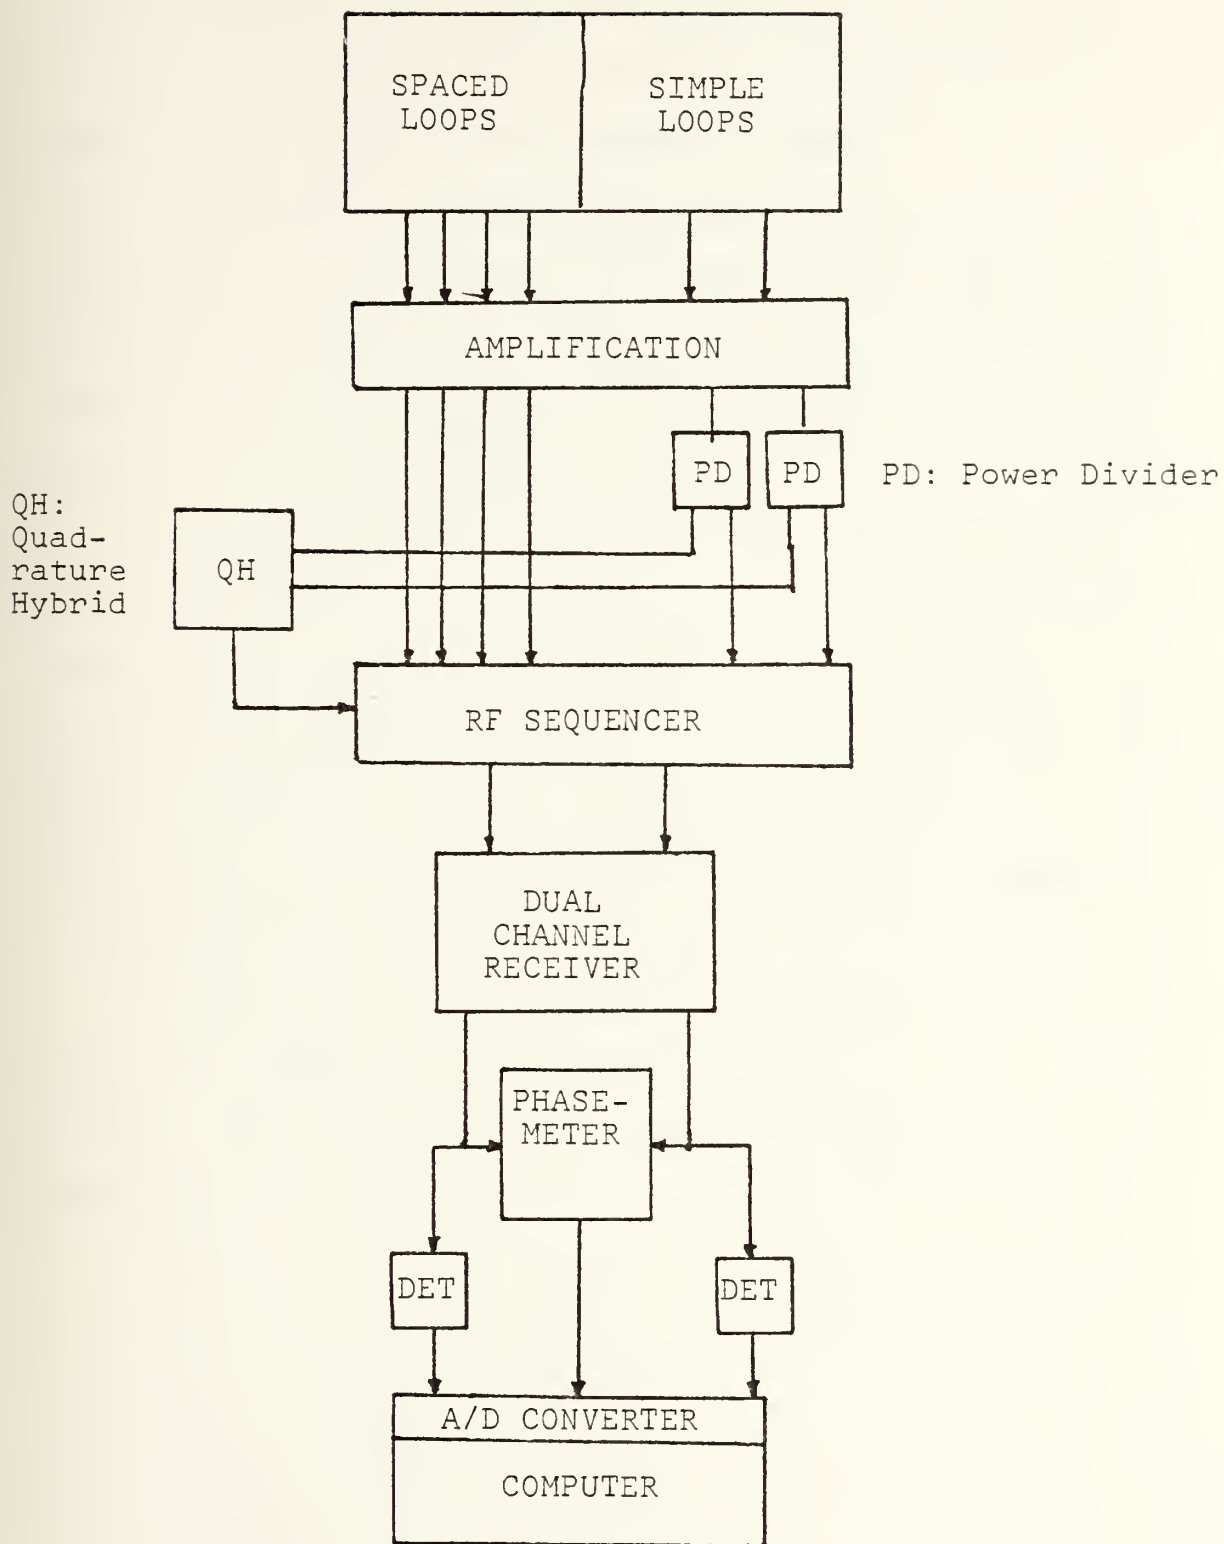 SPACED
LOOPS
SIMPLE
LOOPS
AMPLIFICATION
PD
PD
PD: Power Divider
QH:
Quad-
rature
Hybrid
QH
RF SEQUENCER
DUAL
CHANNEL
RECEIVER
PHASE-
METER
DET
DET
A/D CONVERTER
COMPUTER